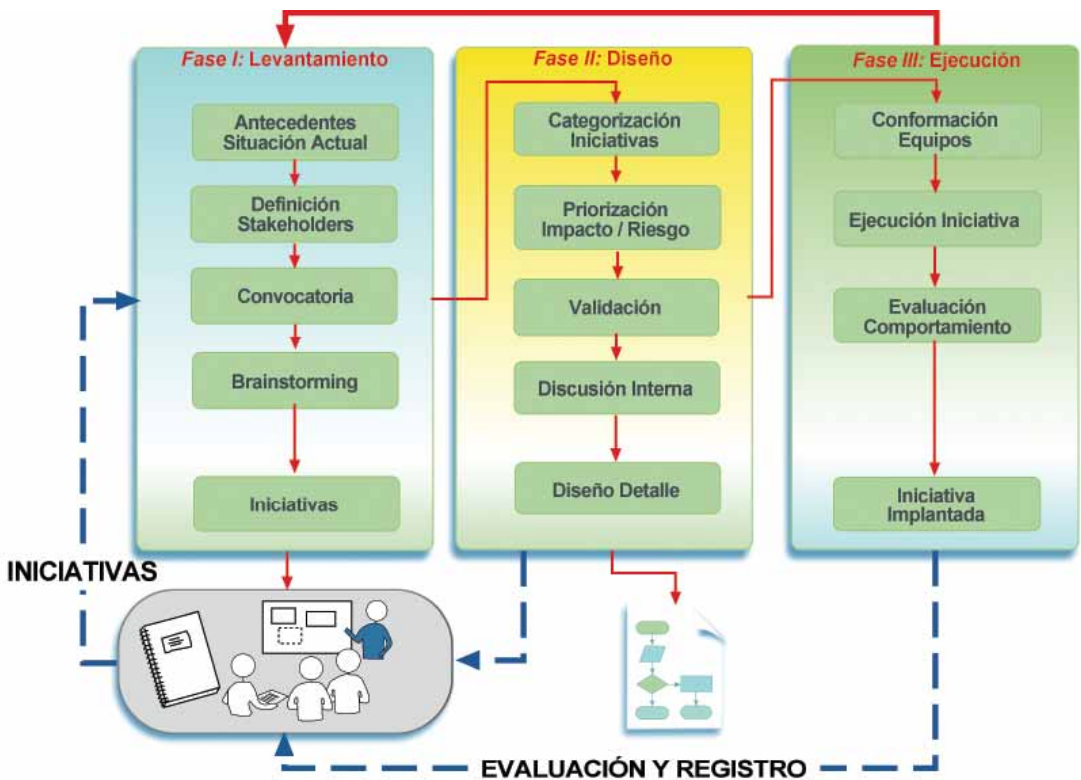 Fase I: Levantamiento
Antecedentes
Situación Actual
Definición
Stakeholders
Convocatoria
Brainstorming
Iniciativas
Fase II: Diseño
Categorización
Iniciativas
Priorización
Impacto / Riesgo
Validación
Discusión Interna
Diseño Detalle
Fase III: Ejecución
Conformación
Equipos
Ejecución Iniciativa
Evaluación
Comportamiento
Iniciativa
Implantada
INICIATIVAS
EVALUACIÓN Y REGISTRO